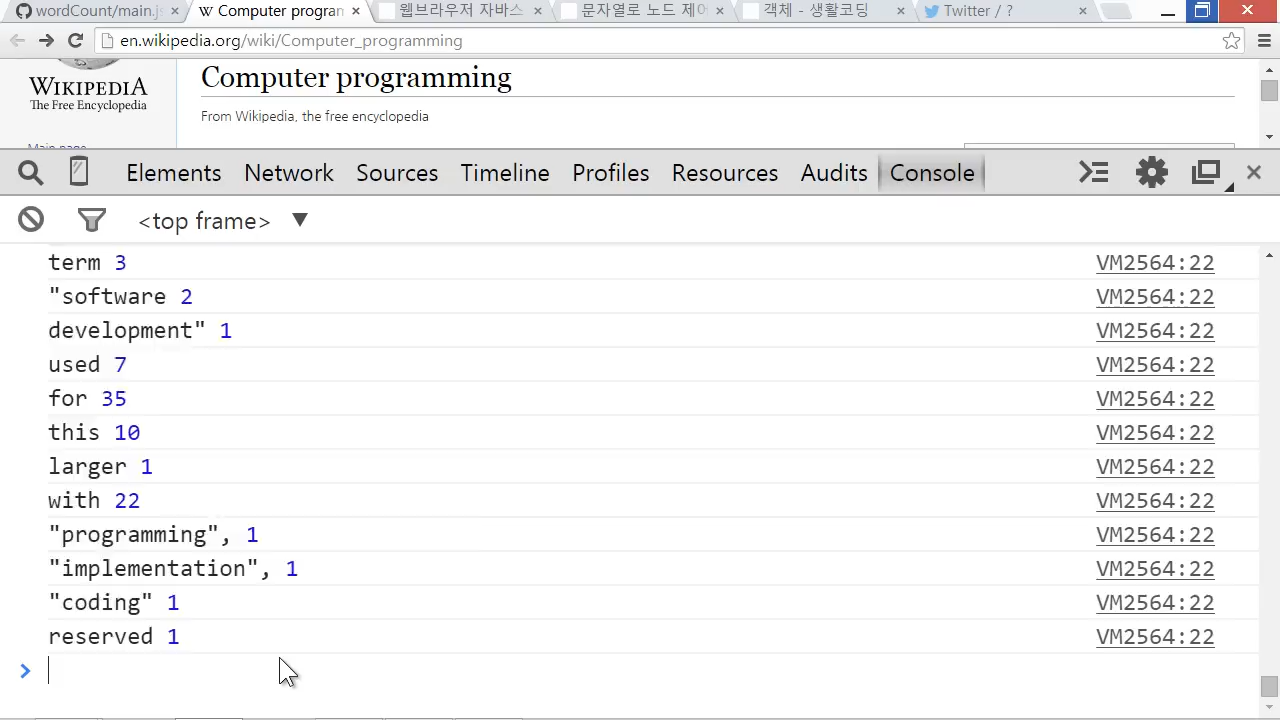 wordCount/main.js
Computer program
웹브라우저 자바스
문자열로 노드 제어
객체 - 생활코딩
Twitter / ?
en.wikipedia.org/wiki/Computer_programming
WIKIPEDIA
The Free Encyclopedia
Main page
Computer programming
From Wikipedia, the free encyclopedia
Elements Network Sources Timeline Profiles Resources Audits Console
<top frame> ▼
term 3 VM2564:22
"software 2 VM2564:22
development" 1 VM2564:22
used 7 VM2564:22
for 35 VM2564:22
this 10 VM2564:22
larger 1 VM2564:22
with 22 VM2564:22
"programming", 1 VM2564:22
"implementation", 1 VM2564:22
"coding" 1 VM2564:22
reserved 1 VM2564:22
>